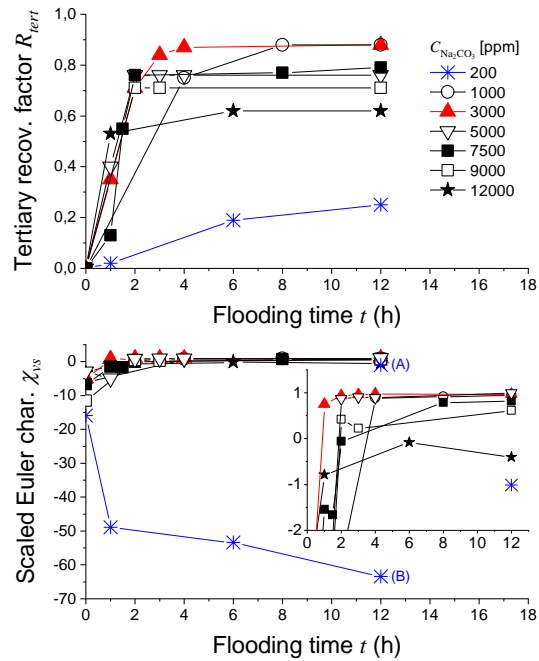 Tertiary recov. factor R_tert
1,0
0,8
0,6
0,4
0,2
0,0
0 2 4 6 8 10 12 14 16 18
Flooding time t (h)
C_Na₂CO₃ [ppm]
200
1000
3000
5000
7500
9000
12000
Scaled Euler char. χ_vs
10
0
-10
-20
-30
-40
-50
-60
-70
0 2 4 6 8 10 12 14 16 18
Flooding time t (h)
(A)
(B)
1
0
-1
-2
0 2 4 6 8 10 12